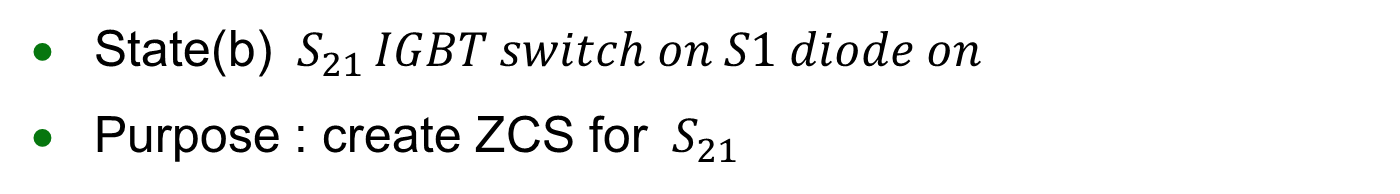 • State(b) S₂₁ IGBT switch on S1 diode on
• Purpose : create ZCS for S₂₁